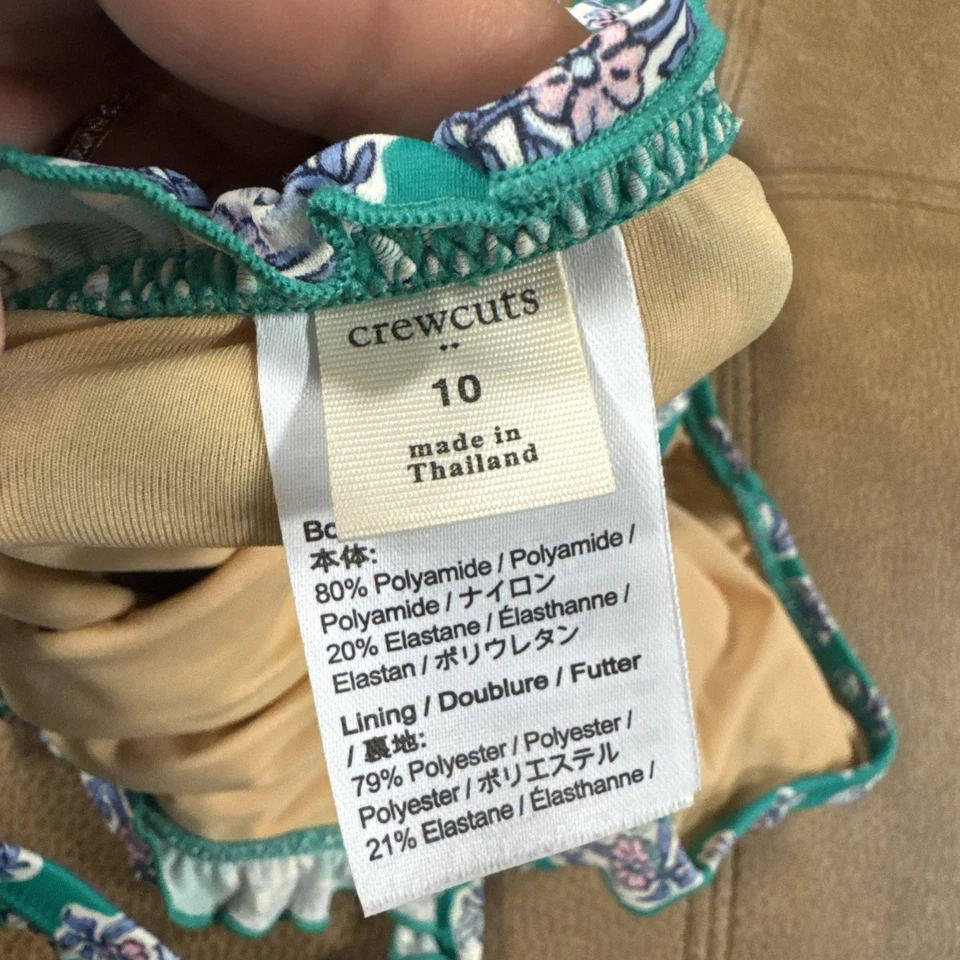 crewcuts
10
made in
Thailand
本体:
80% Polyamide / Polyamide /
Polyamide / ナイロン
20% Elastane / Élasthanne /
Elastan / ポリウレタン
Lining / Doublure / Futter
/ 裏地:
79% Polyester / Polyester /
Polyester / ポリエステル
21% Elastane / Élasthanne /